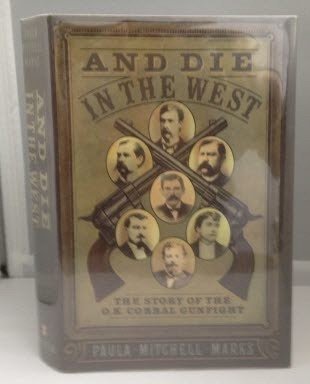 AND DIE
IN THE WEST
THE STORY OF THE
O.K. CORRAL GUNFIGHT
PAULA · MITCHELL · MARKS
AND DIE
IN THE WEST